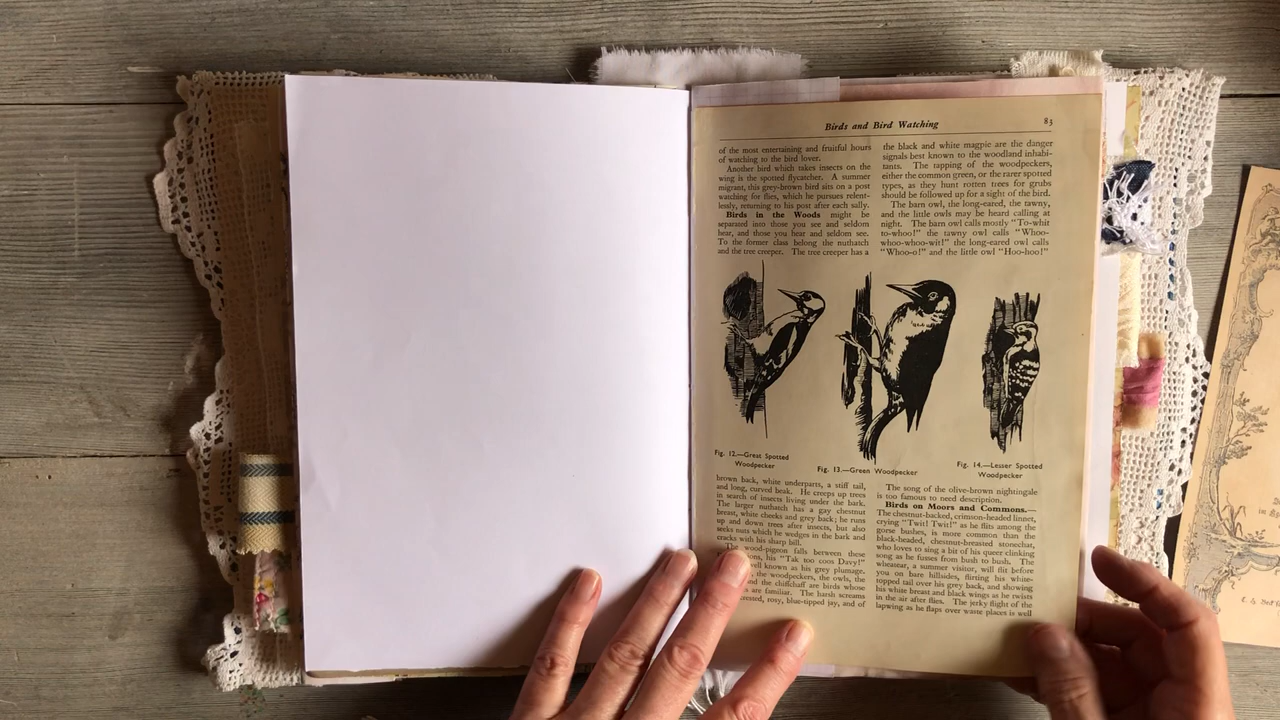 Birds and Bird Watching
83
of the most entertaining and fruitful hours
of watching to the bird lover.
Another bird which takes insects on the
wing is the spotted flycatcher. A summer
migrant, this grey-brown bird sits on a post
watching for flies, which he pursues relent-
lessly, returning to his post after each sally.
Birds in the Woods might be
separated into those you see and seldom
hear, and those you hear and seldom see.
To the former class belong the nuthatch
and the tree creeper. The tree creeper has a
Fig. 12.—Great Spotted
Woodpecker
brown back, white underparts, a stiff tail,
and long, curved beak. He creeps up trees
in search of insects living under the bark.
The larger nuthatch has a gay chestnut
breast, white cheeks and grey back; he runs
up and down trees after insects, but also
seeks nuts which he wedges in the bark and
cracks with his sharp bill.
The wood-pigeon falls between these
his "Tak too coos Davy!"
well known as his grey plumage.
the woodpeckers, the owls, the
and the chiffchaff are birds whose
are familiar. The harsh screams
rosy, blue-tipped jay, and of
the black and white magpie are the danger
signals best known to the woodland inhabi-
tants. The rapping of the woodpeckers,
either the common green, or the rarer spotted
types, as they hunt rotten trees for grubs
should be followed up for a sight of the bird.
The barn owl, the long-eared, the tawny,
and the little owls may be heard calling at
night. The barn owl calls mostly "To-whit
to-whoo!" the tawny owl calls "Whoo-
whoo-whoo-wit!" the long-eared owl calls
"Whoo-o!" and the little owl "Hoo-hoo!"
Fig. 13.—Green Woodpecker
Fig. 14.—Lesser Spotted
Woodpecker
The song of the olive-brown nightingale
is too famous to need description.
Birds on Moors and Commons.—
The chestnut-backed, crimson-headed linnet,
crying "Twit! Twit!" as he flits among the
gorse bushes, is more common than the
black-headed, chestnut-breasted stonechat,
who loves to sing a bit of his queer clinking
song as he fusses from bush to bush. The
wheatear, a summer visitor, will flit before
you on bare hillsides, flirting his white-
topped tail over his grey back, and showing
his white breast and black wings as he twists
in the air after flies. The jerky flight of the
lapwing as he flaps over waste places is well